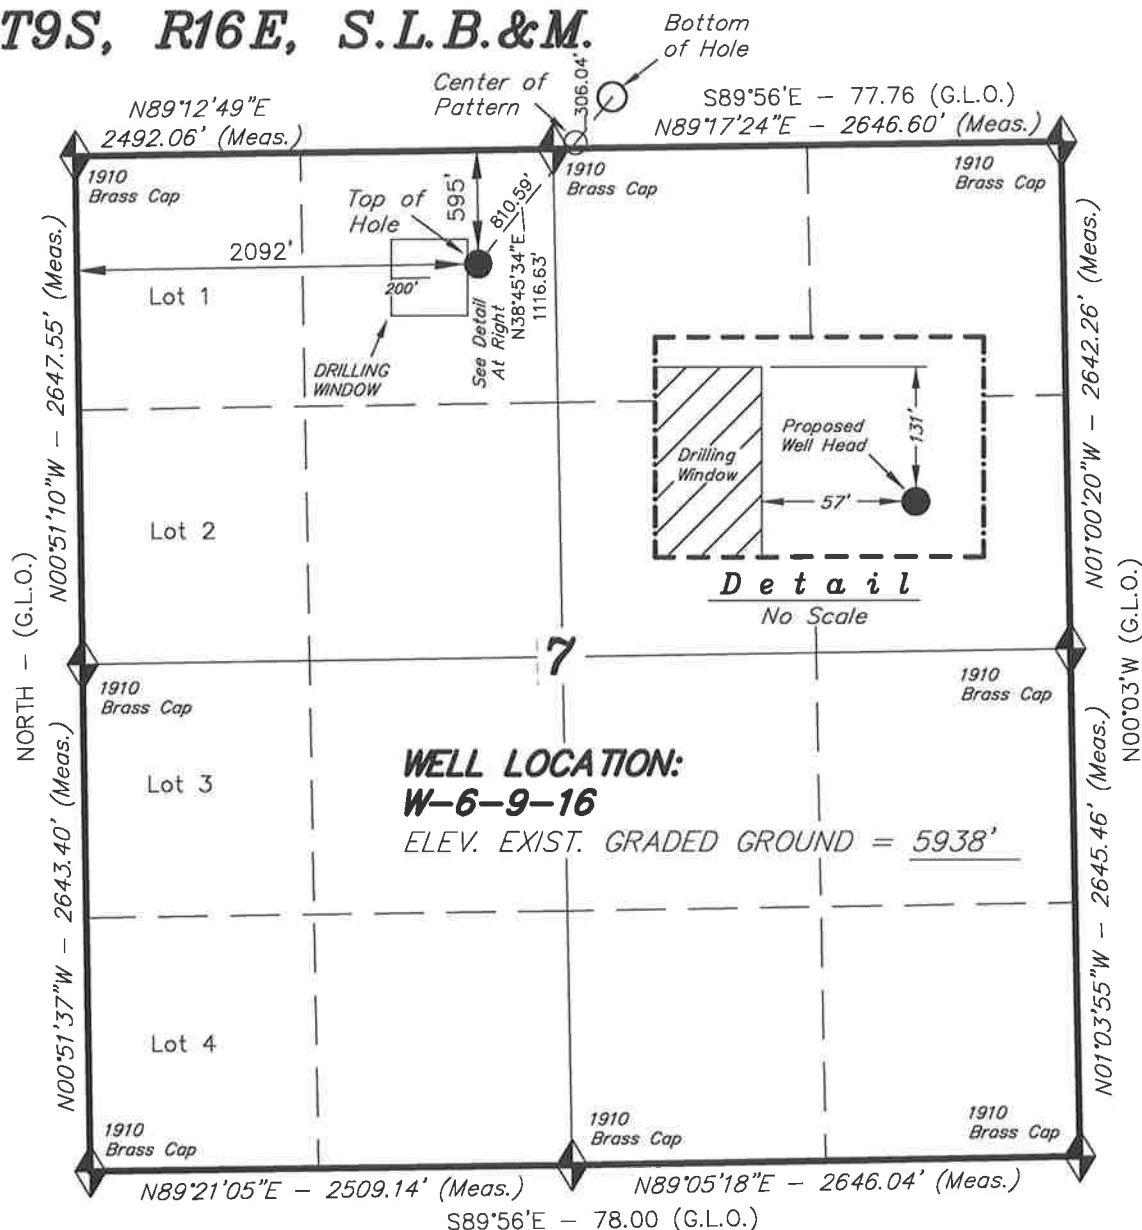 T9S, R16E, S.L.B.&M.
Bottom
of Hole
Center of
Pattern
306.04'
N89°12'49"E
2492.06' (Meas.)
S89°56'E – 77.76 (G.L.O.)
N89°17'24"E – 2646.60' (Meas.)
1910
Brass Cap
1910
Brass Cap
1910
Brass Cap
Top of
Hole
595'
810.59'
2092'
200'
Lot 1
N38°45'34"E
1116.63'
See Detail
At Right
DRILLING
WINDOW
N00°51'10"W – 2647.55' (Meas.)
N01°00'20"W – 2642.26' (Meas.)
Proposed
Well Head
131'
Drilling
Window
57'
Detail
No Scale
Lot 2
NORTH – (G.L.O.)
N00°03'W (G.L.O.)
7
1910
Brass Cap
1910
Brass Cap
Lot 3
WELL LOCATION:
W–6–9–16
ELEV. EXIST. GRADED GROUND = 5938'
N00°51'37"W – 2643.40' (Meas.)
N01°03'55"W – 2645.46' (Meas.)
Lot 4
1910
Brass Cap
1910
Brass Cap
1910
Brass Cap
N89°21'05"E – 2509.14' (Meas.)
N89°05'18"E – 2646.04' (Meas.)
S89°56'E – 78.00 (G.L.O.)